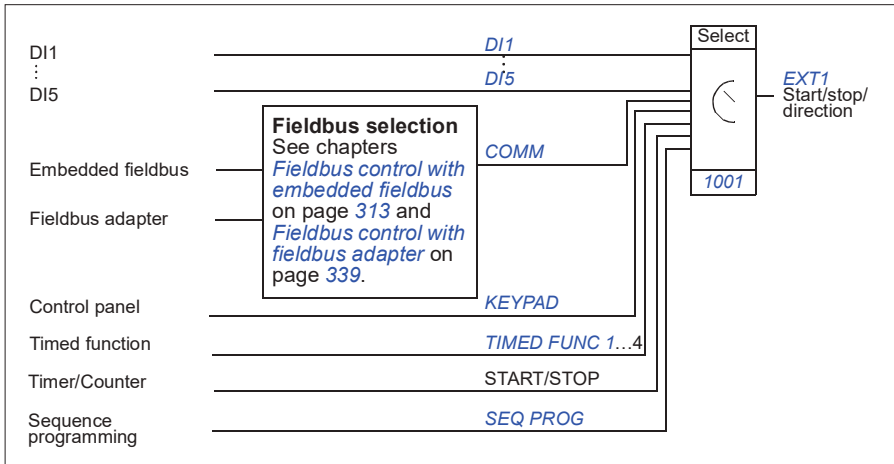 Select
DI1
DI1
EXT1
Start/stop/
direction
DI5
DI5
Fieldbus selection
See chapters
Fieldbus control with
embedded fieldbus
on page 313 and
Fieldbus control with
fieldbus adapter on
page 339.
COMM
Embedded fieldbus
1001
Fieldbus adapter
Control panel
KEYPAD
Timed function
TIMED FUNC 1...4
Timer/Counter
START/STOP
Sequence
programming
SEQ PROG